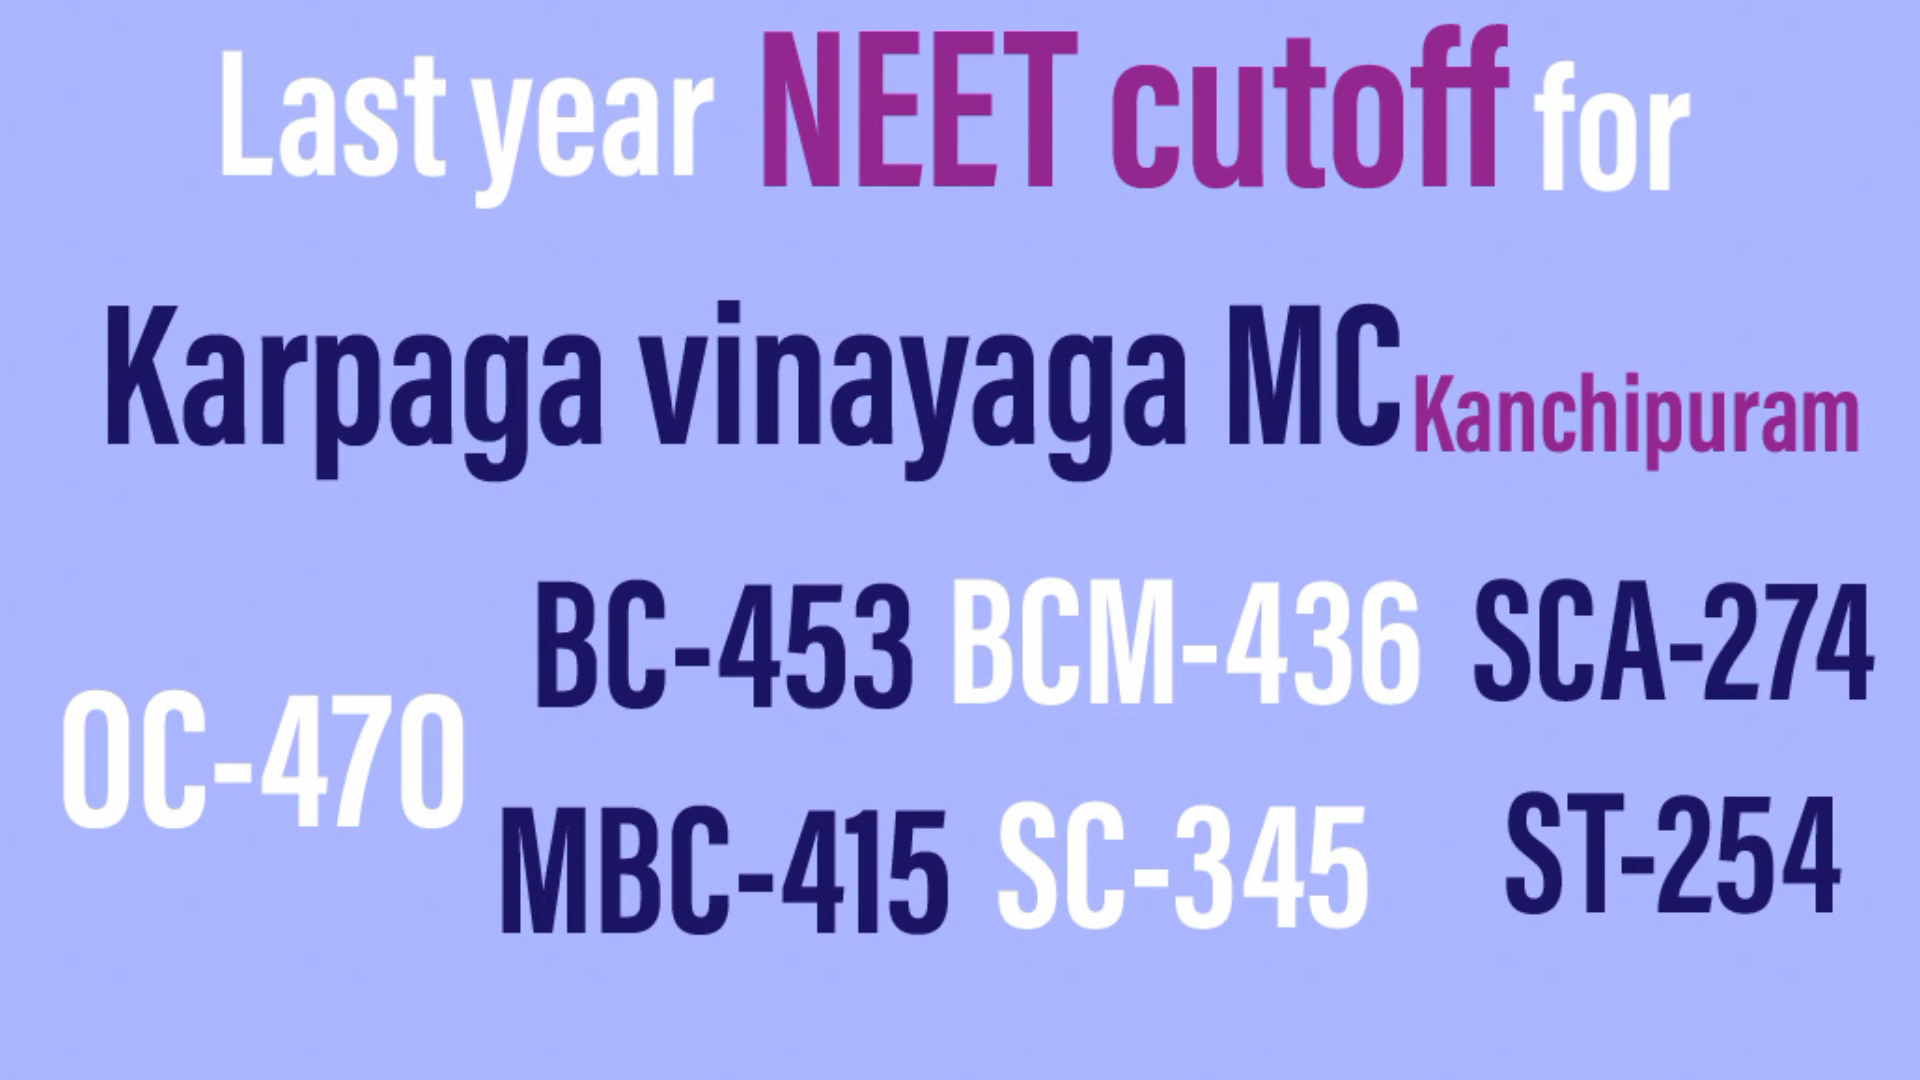 Last year NEET cutoff for
Karpaga vinayaga MC Kanchipuram
BC-453 BCM-436 SCA-274
OC-470
MBC-415 SC-345 ST-254